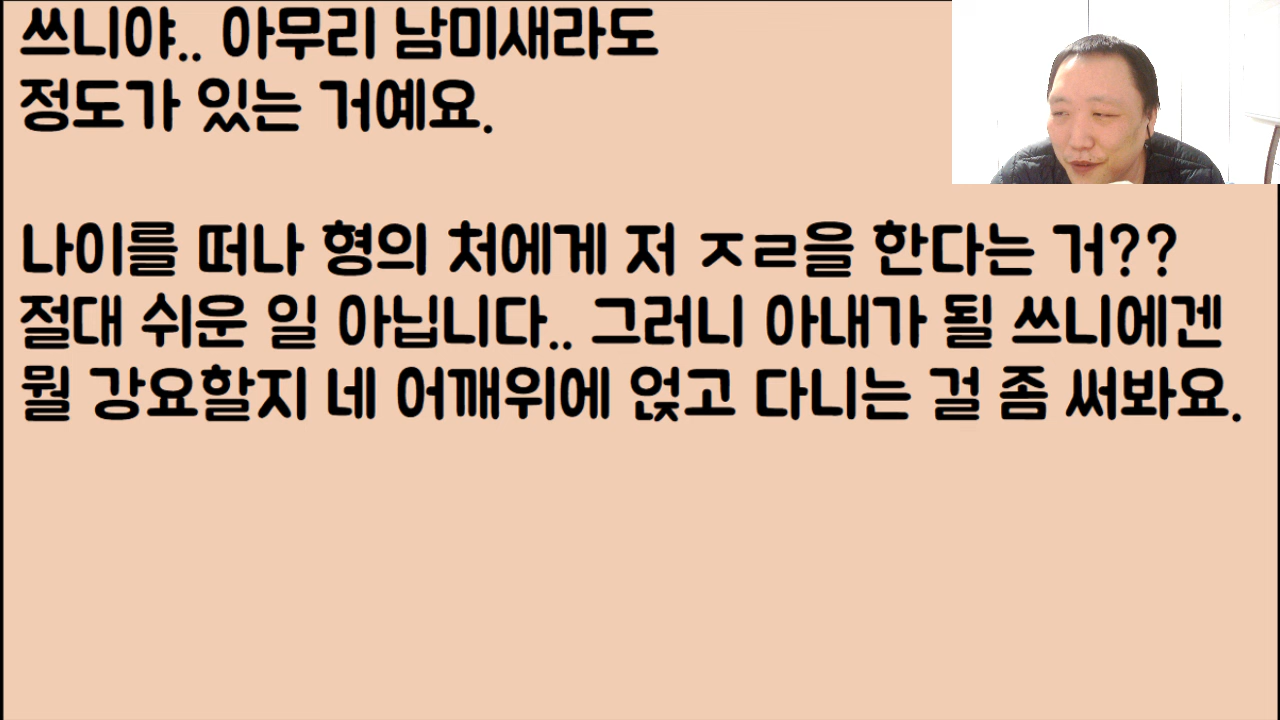 쓰니야.. 아무리 남미새라도
정도가 있는 거예요.
나이를 떠나 형의 처에게 저 ㅈㄹ을 한다는 거??
절대 쉬운 일 아닙니다.. 그러니 아내가 될 쓰니에겐
뭘 강요할지 네 어깨위에 얹고 다니는 걸 좀 써봐요.